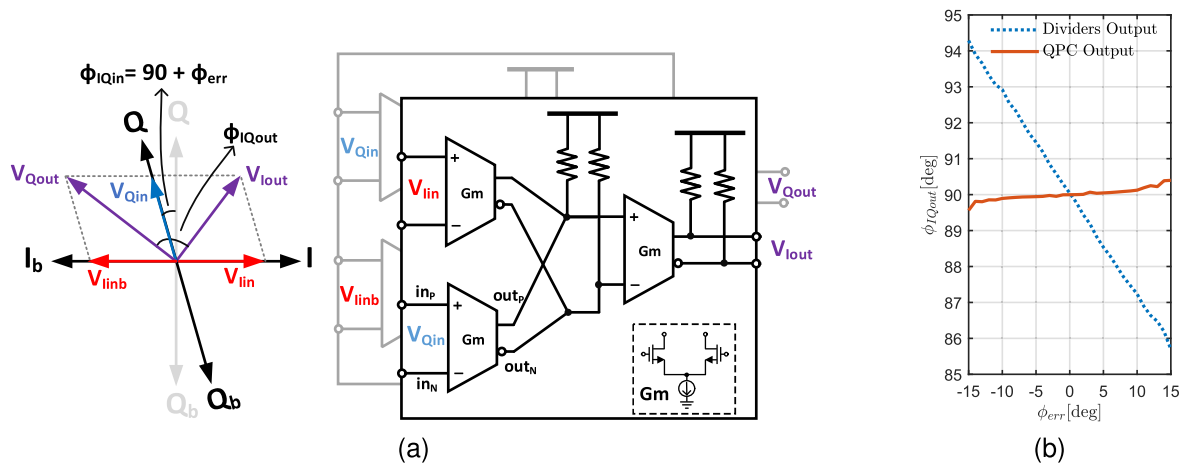 ϕIQin= 90 + ϕerr
Q
Q
ϕIQout
VQout
VQin
VIout
Ib
I
VIinb
VIin
Qb
Qb
VQin
VIin
+
Gm
−
VIinb
inP
VQin
inN
+
Gm
−
outP
outN
+
Gm
−
VQout
VIout
Gm
(a)
95
94
93
92
91
90
89
88
87
86
85
ϕIQout[deg]
Dividers Output
QPC Output
-15 -10 -5 0 5 10 15
ϕerr[deg]
(b)